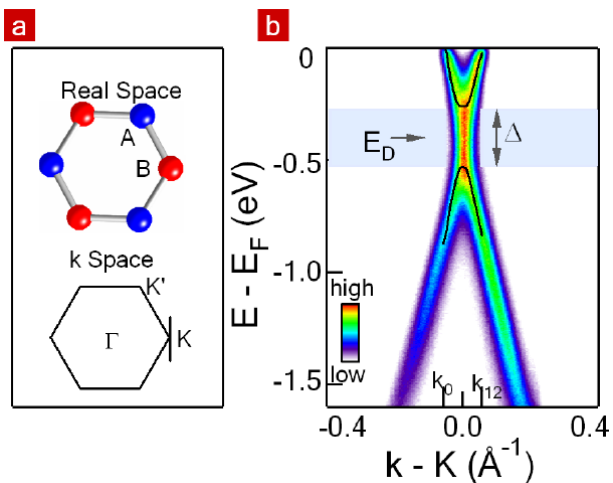 a
Real Space
A
B
k Space
K'
Γ
K
b
0
-0.5
-1.0
-1.5
E - E_F (eV)
E_D
Δ
high
low
k_0
k_12
-0.4
0.0
0.4
k - K (Å⁻¹)